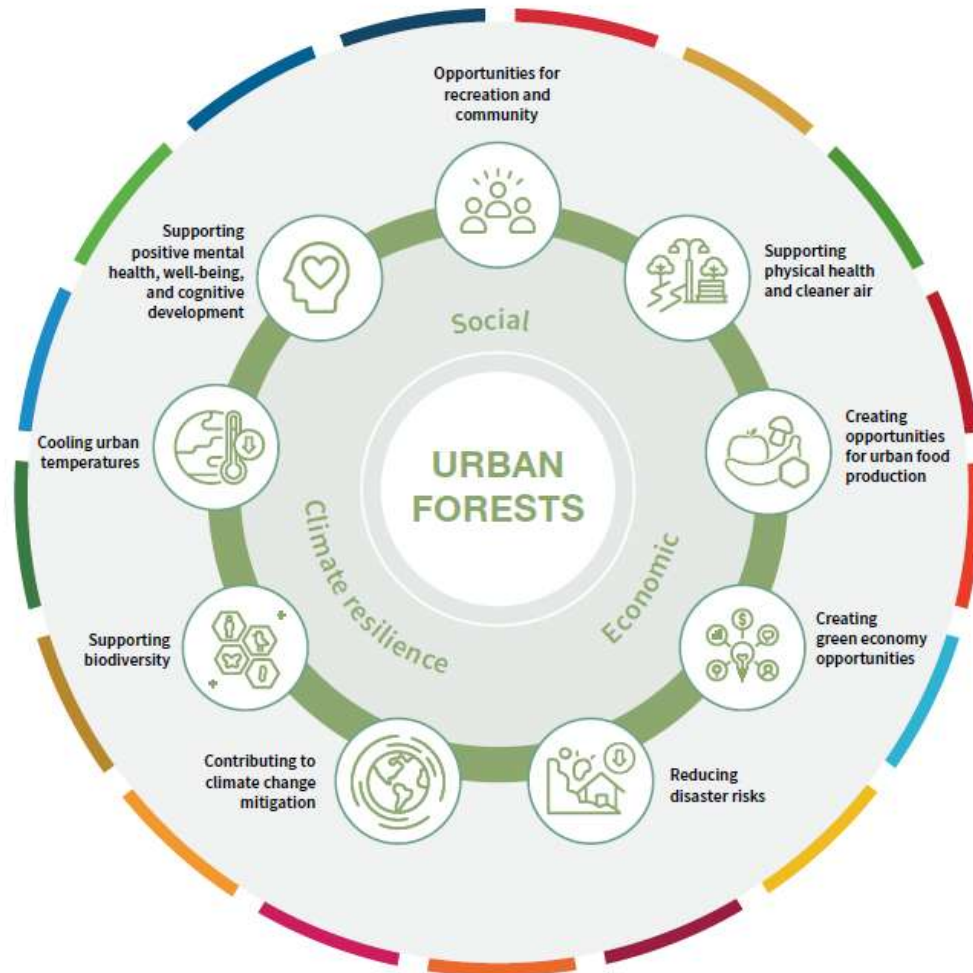 Opportunities for
recreation and
community
Supporting
physical health
and cleaner air
Creating
opportunities
for urban food
production
Creating
green economy
opportunities
Reducing
disaster risks
Contributing to
climate change
mitigation
Supporting
biodiversity
Cooling urban
temperatures
Supporting
positive mental
health, well-being,
and cognitive
development
Social
Economic
Climate resilience
URBAN
FORESTS
$